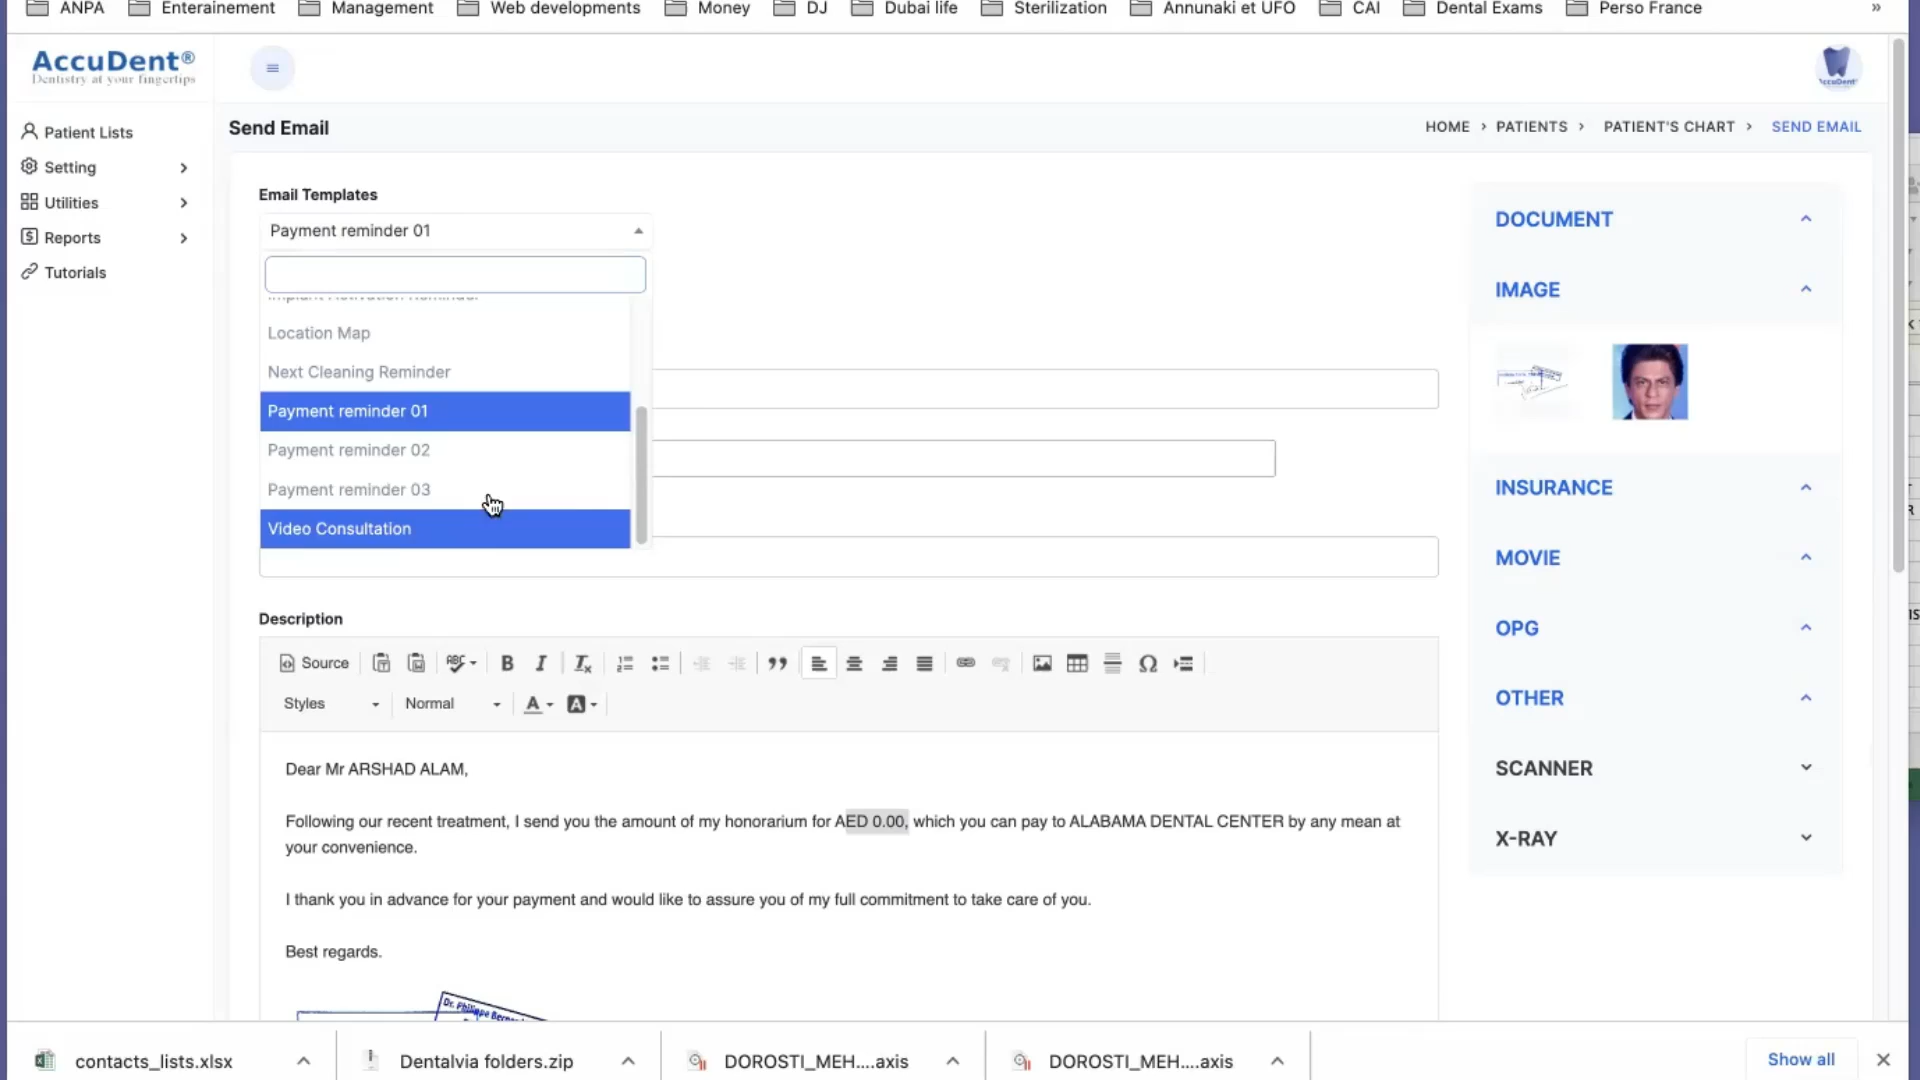 ANPA Enterainement Management Web developments Money DJ Dubai life Sterilization Annunaki et UFO CAI Dental Exams Perso France »
AccuDent®
Dentistry at your fingertips
AccuDent
Patient Lists
Setting
Utilities
Reports
Tutorials
Send Email
HOME > PATIENTS > PATIENT'S CHART > SEND EMAIL
Email Templates
Payment reminder 01
Location Map
Next Cleaning Reminder
Payment reminder 01
Payment reminder 02
Payment reminder 03
Video Consultation
Description
Source
Styles Normal
Dear Mr ARSHAD ALAM,
Following our recent treatment, I send you the amount of my honorarium for AED 0.00, which you can pay to ALABAMA DENTAL CENTER by any mean at
your convenience.
I thank you in advance for your payment and would like to assure you of my full commitment to take care of you.
Best regards.
DOCUMENT
IMAGE
INSURANCE
MOVIE
OPG
OTHER
SCANNER
X-RAY
contacts_lists.xlsx
Dentalvia folders.zip
DOROSTI_MEH....axis
DOROSTI_MEH....axis
Show all